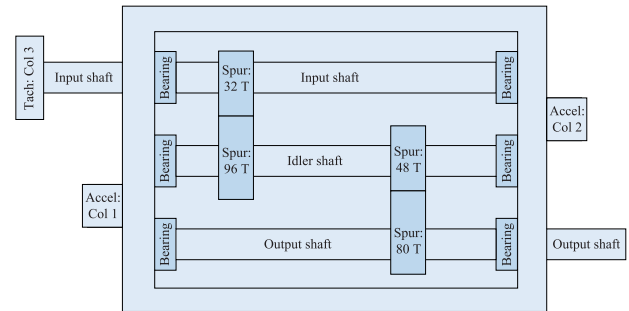 Tach: Col 3
Input shaft
Bearing
Spur:
32 T
Input shaft
Bearing
Accel:
Col 2
Bearing
Spur:
96 T
Idler shaft
Spur:
48 T
Bearing
Accel:
Col 1
Bearing
Output shaft
Spur:
80 T
Bearing
Output shaft